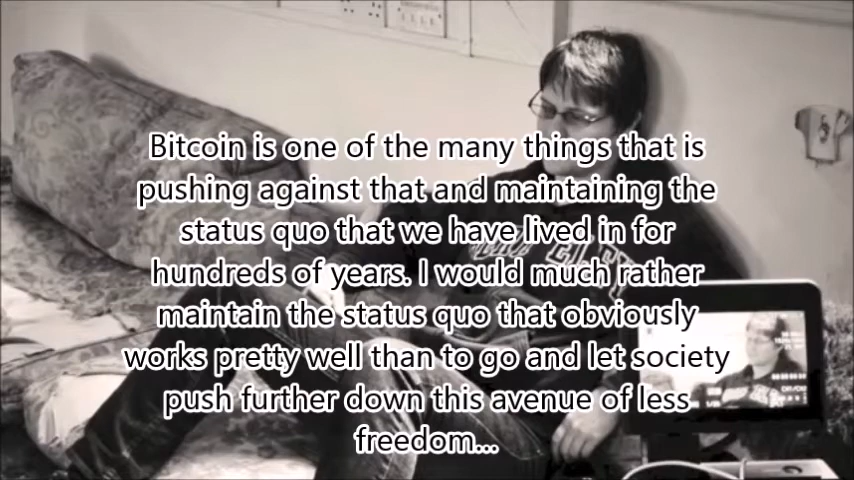 Bitcoin is one of the many things that is
pushing against that and maintaining the
status quo that we have lived in for
hundreds of years. I would much rather
maintain the status quo that obviously
works pretty well than to go and let society
push further down this avenue of less
freedom...